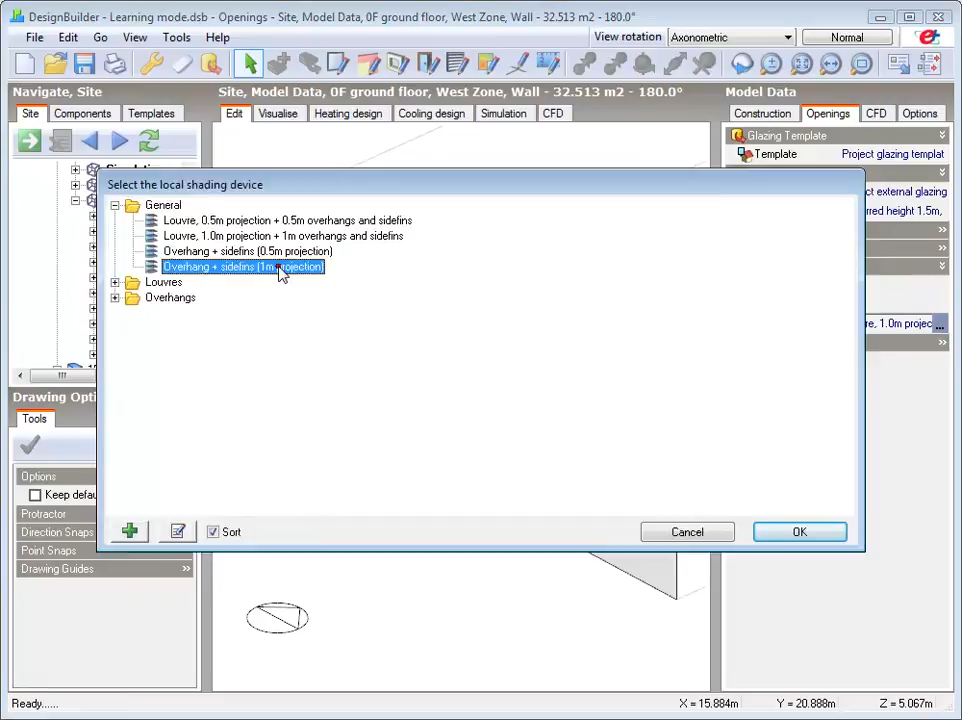 DesignBuilder - Learning mode.dsb - Openings - Site, Model Data, 0F ground floor, West Zone, Wall - 32.513 m2 - 180.0°
File Edit Go View Tools Help
View rotation Axonometric Normal
Navigate, Site
Site, Model Data, 0F ground floor, West Zone, Wall - 32.513 m2 - 180.0°
Model Data
Site Components Templates
Edit Visualise Heating design Cooling design Simulation CFD
Construction Openings CFD Options
Glazing Template
Template Project glazing templat
Select the local shading device
ct external glazing
General
rred height 1.5m,
Louvre, 0.5m projection + 0.5m overhangs and sidefins
Louvre, 1.0m projection + 1m overhangs and sidefins
Overhang + sidefins (0.5m projection)
Overhang + sidefins (1m projection)
Louvres
Overhangs
re, 1.0m projec ...
Drawing Opti
Tools
Options
Keep defau
Protractor
Direction Snaps
Point Snaps
Drawing Guides
Sort
Cancel
OK
Ready......
X = 15.884m Y = 20.888m Z = 5.067m